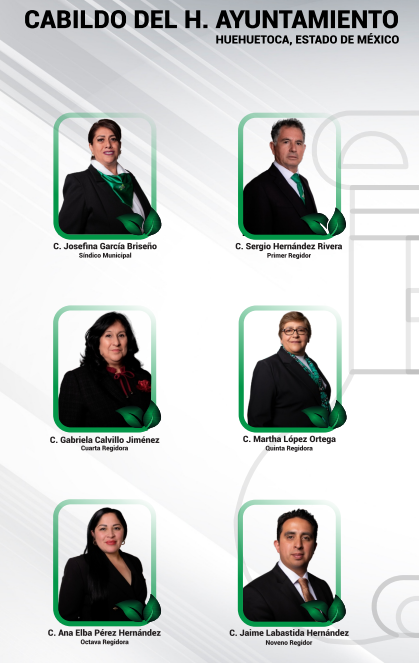 CABILDO DEL H. AYUNTAMIENTO
HUEHUETOCA, ESTADO DE MÉXICO
C. Josefina García Briseño
Síndico Municipal
C. Sergio Hernández Rivera
Primer Regidor
C. Gabriela Calvillo Jiménez
Cuarta Regidora
C. Martha López Ortega
Quinta Regidora
C. Ana Elba Pérez Hernández
Octava Regidora
C. Jaime Labastida Hernández
Noveno Regidor